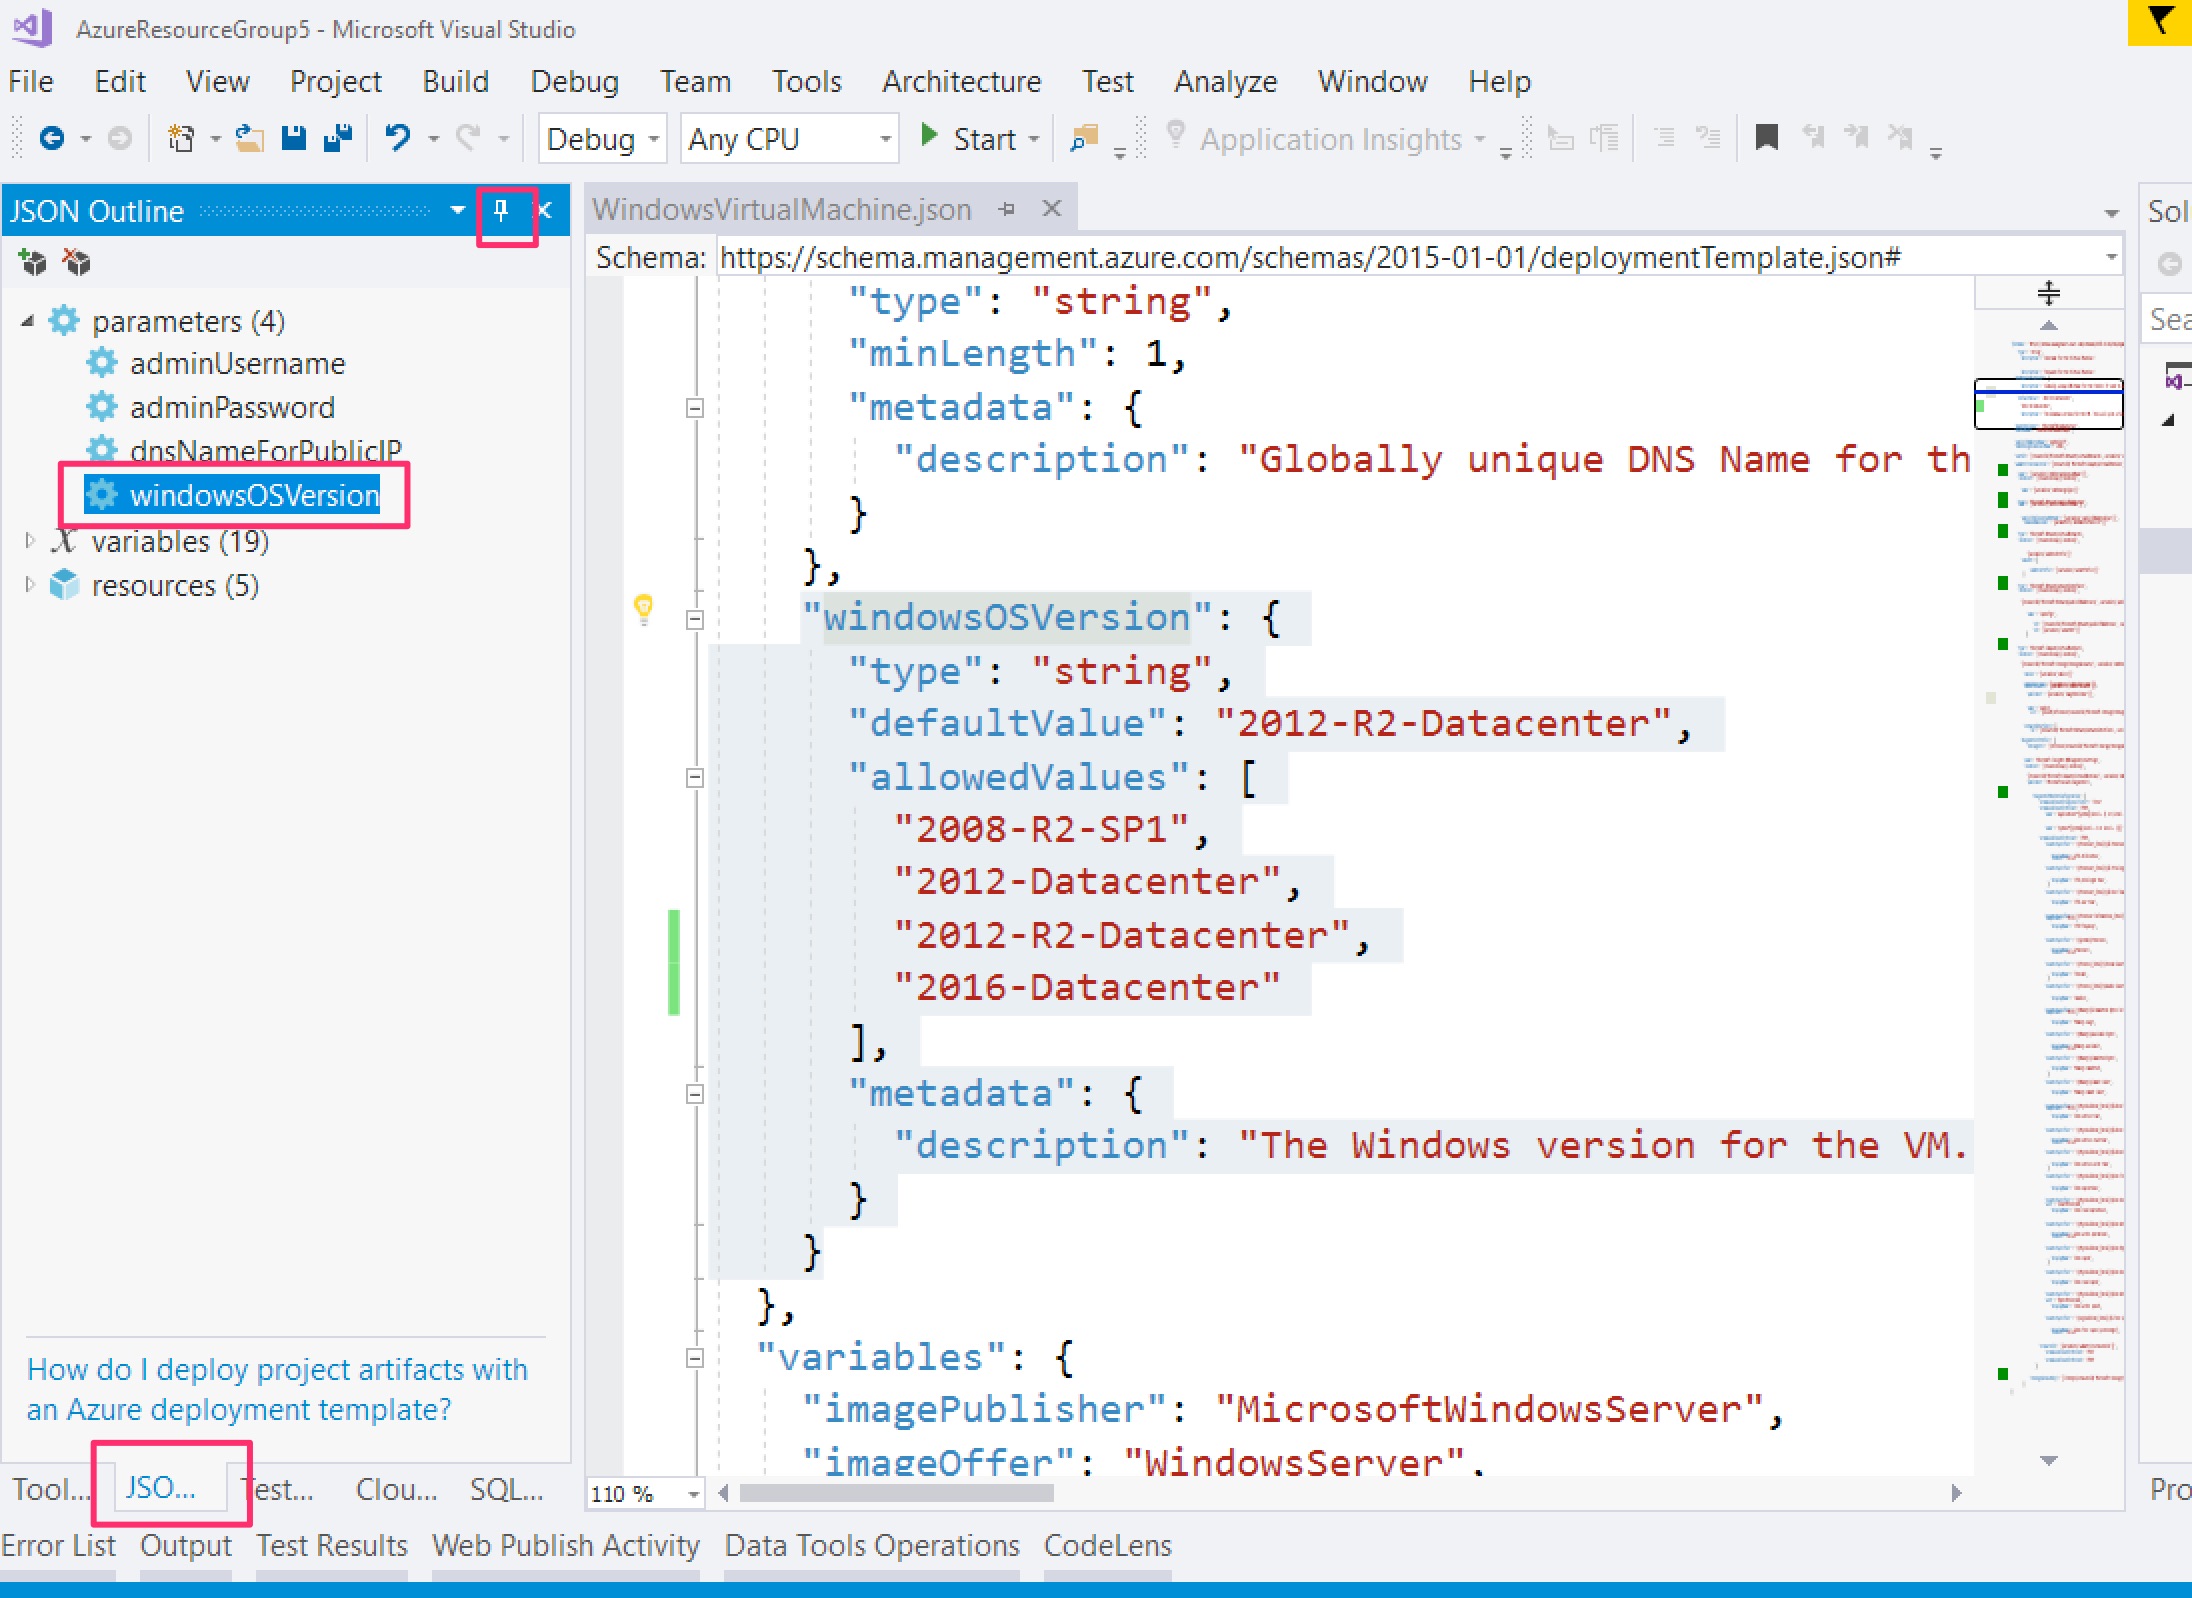 AzureResourceGroup5 - Microsoft Visual Studio
File Edit View Project Build Debug Team Tools Architecture Test Analyze Window Help
Debug Any CPU Start Application Insights
JSON Outline
parameters (4)
adminUsername
adminPassword
dnsNameForPublicIP
windowsOSVersion
variables (19)
resources (5)
How do I deploy project artifacts with
an Azure deployment template?
Tool... JSO... Test... Clou... SQL...
WindowsVirtualMachine.json
Schema: https://schema.management.azure.com/schemas/2015-01-01/deploymentTemplate.json#
"type": "string",
"minLength": 1,
"metadata": {
"description": "Globally unique DNS Name for th
}
},
"windowsOSVersion": {
"type": "string",
"defaultValue": "2012-R2-Datacenter",
"allowedValues": [
"2008-R2-SP1",
"2012-Datacenter",
"2012-R2-Datacenter",
"2016-Datacenter"
],
"metadata": {
"description": "The Windows version for the VM.
}
}
},
"variables": {
"imagePublisher": "MicrosoftWindowsServer",
"imageOffer": "WindowsServer",
110 %
Sol
Sea
Pro
Error List Output Test Results Web Publish Activity Data Tools Operations CodeLens